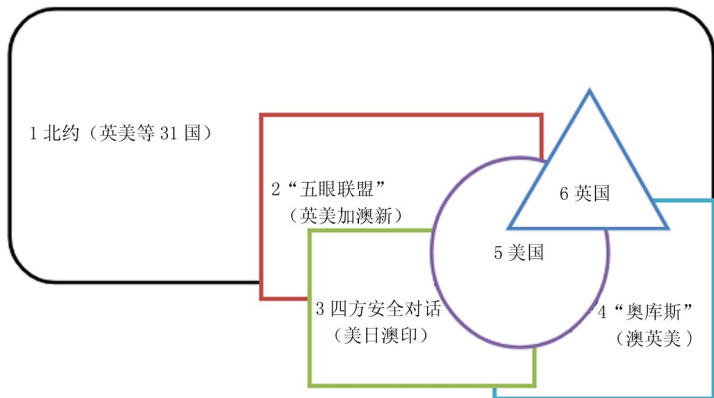 1 北约（英美等 31 国）
2 “五眼联盟”
（英美加澳新）
6 英国
5 美国
3 四方安全对话
（美日澳印）
4 “奥库斯”
（澳英美）